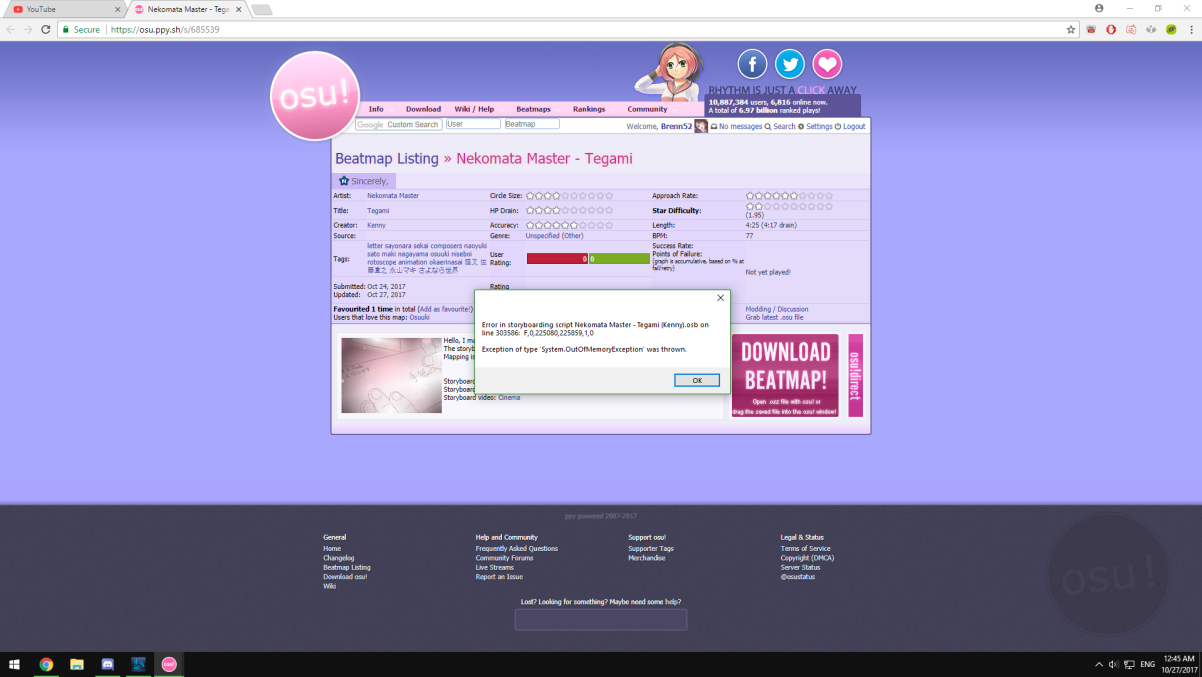 YouTube
Nekomata Master - Tega
Secure
https://osu.ppy.sh/s/685539
osu!
RHYTHM IS JUST A CLICK AWAY
10,887,384 users, 6,816 online now.
A total of 6.97 billion ranked plays!
Info Download Wiki / Help Beatmaps Rankings Community
Google Custom Search User Beatmap
Welcome, Brenn52 No messages Search Settings Logout
Beatmap Listing » Nekomata Master - Tegami
Sincerely,
Artist: Nekomata Master Circle Size: Approach Rate:
Title: Tegami HP Drain: Star Difficulty: (1.95)
Creator: Kenny Accuracy: Length: 4:25 (4:17 drain)
Source: Genre: Unspecified (Other) BPM: 77
Tags: letter sayonara sekai composers naoyuki
sato maki nagayama osuuki niseboi
rotoscope animation okaerinasai 猫叉 佐
藤直之 永山マキ さよなら世界
User Rating: 0 0
Success Rate:
Points of Failure:
(graph is accumulative, based on % at
fail/retry)
Not yet played!
Submitted: Oct 24, 2017
Updated: Oct 27, 2017
Rating
Favourited 1 time in total (Add as favourite!)
Users that love this map: Osuuki
Modding / Discussion
Grab latest .osu file
Error in storyboarding script Nekomata Master - Tegami (Kenny).osb on
line 303586: F,0,225080,225859,1,0
Exception of type 'System.OutOfMemoryException' was thrown.
OK
Hello, I m
The storyb
Mapping is
Storyboard
Storyboard
Storyboard video: Cinema
DOWNLOAD
BEATMAP!
Open .osz file with osu! or
drag the saved file into the osu! window!
osu!direct
ppy powered 2007-2017
General
Home
Changelog
Beatmap Listing
Download osu!
Wiki
Help and Community
Frequently Asked Questions
Community Forums
Live Streams
Report an Issue
Support osu!
Supporter Tags
Merchandise
Legal & Status
Terms of Service
Copyright (DMCA)
Server Status
@osustatus
osu!
Lost? Looking for something? Maybe need some help?
osu!
ENG
12:45 AM
10/27/2017